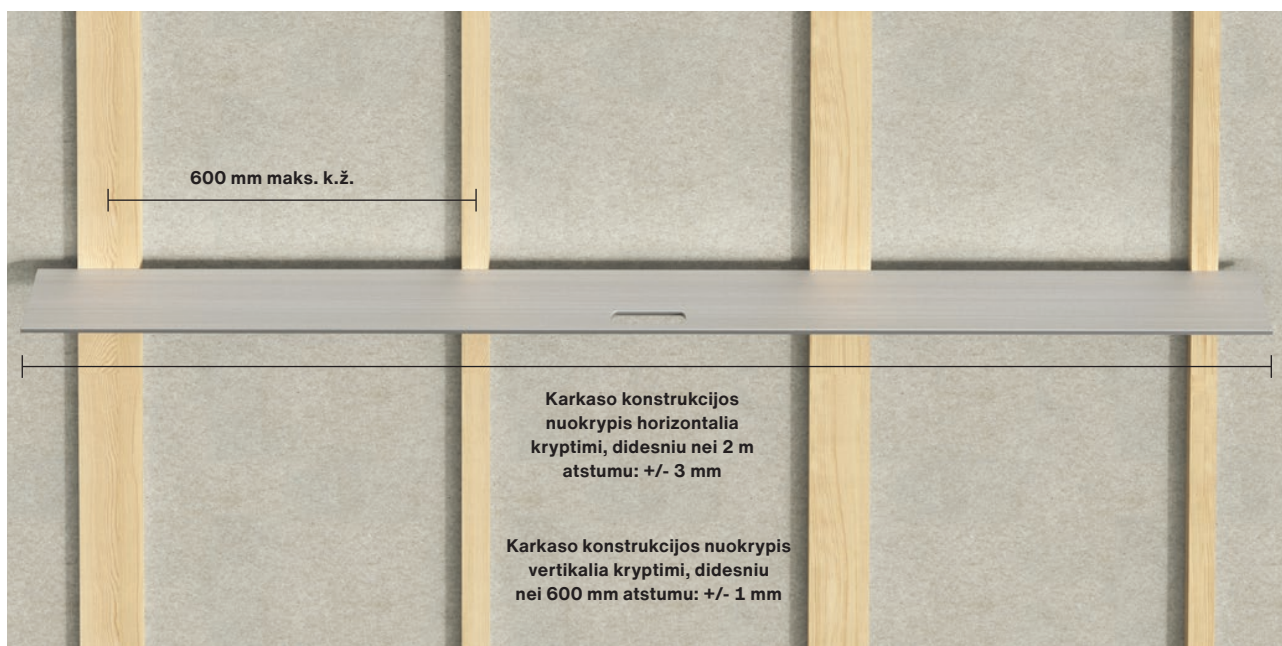 600 mm maks. k.ž.
Karkaso konstrukcijos
nuokrypis horizontalia
kryptimi, didesniu nei 2 m
atstumu: +/- 3 mm
Karkaso konstrukcijos nuokrypis
vertikalia kryptimi, didesniu
nei 600 mm atstumu: +/- 1 mm